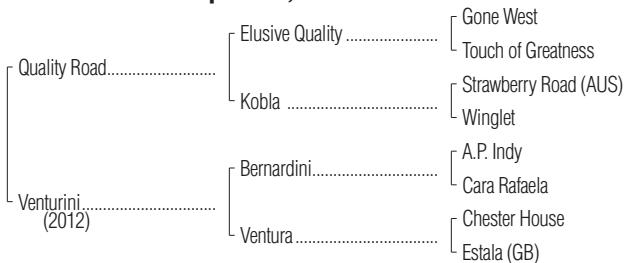 Gone West
Elusive Quality ......................
Touch of Greatness
Quality Road..........................
Strawberry Road (AUS)
Kobla ....................................
Winglet
A.P. Indy
Bernardini..............................
Cara Rafaela
Venturini................................
(2012)
Chester House
Ventura ..................................
Estala (GB)